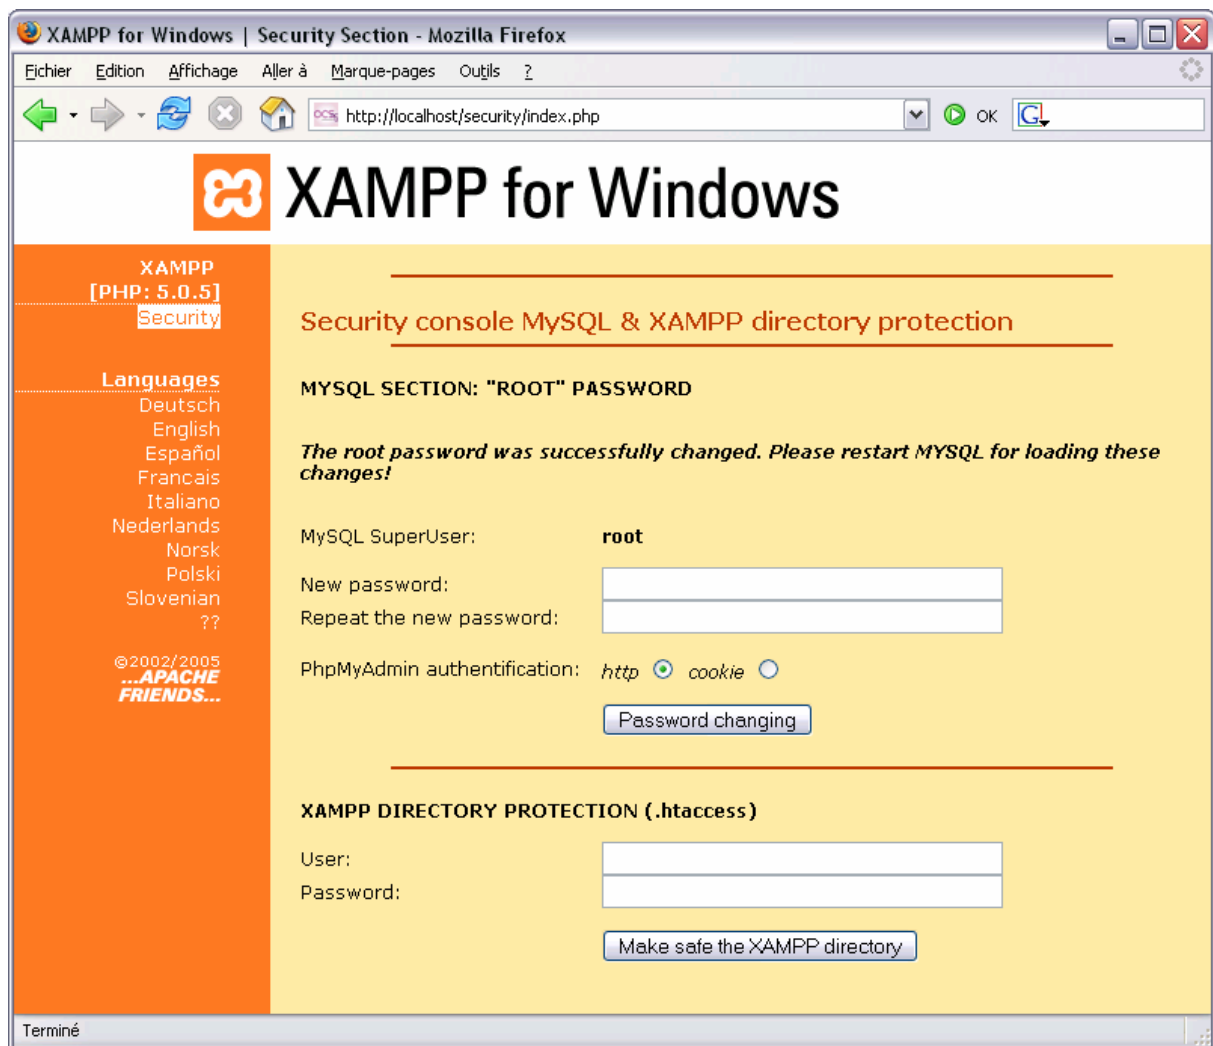 XAMPP for Windows | Security Section - Mozilla Firefox
Fichier Edition Affichage Aller à Marque-pages Outils ?
http://localhost/security/index.php OK G
XAMPP for Windows
XAMPP
[PHP: 5.0.5]
Security
Languages
Deutsch
English
Español
Francais
Italiano
Nederlands
Norsk
Polski
Slovenian
??
©2002/2005
...APACHE
FRIENDS...
Security console MySQL & XAMPP directory protection
MYSQL SECTION: "ROOT" PASSWORD
The root password was successfully changed. Please restart MYSQL for loading these
changes!
MySQL SuperUser: root
New password:
Repeat the new password:
PhpMyAdmin authentification: http cookie
Password changing
XAMPP DIRECTORY PROTECTION (.htaccess)
User:
Password:
Make safe the XAMPP directory
Terminé